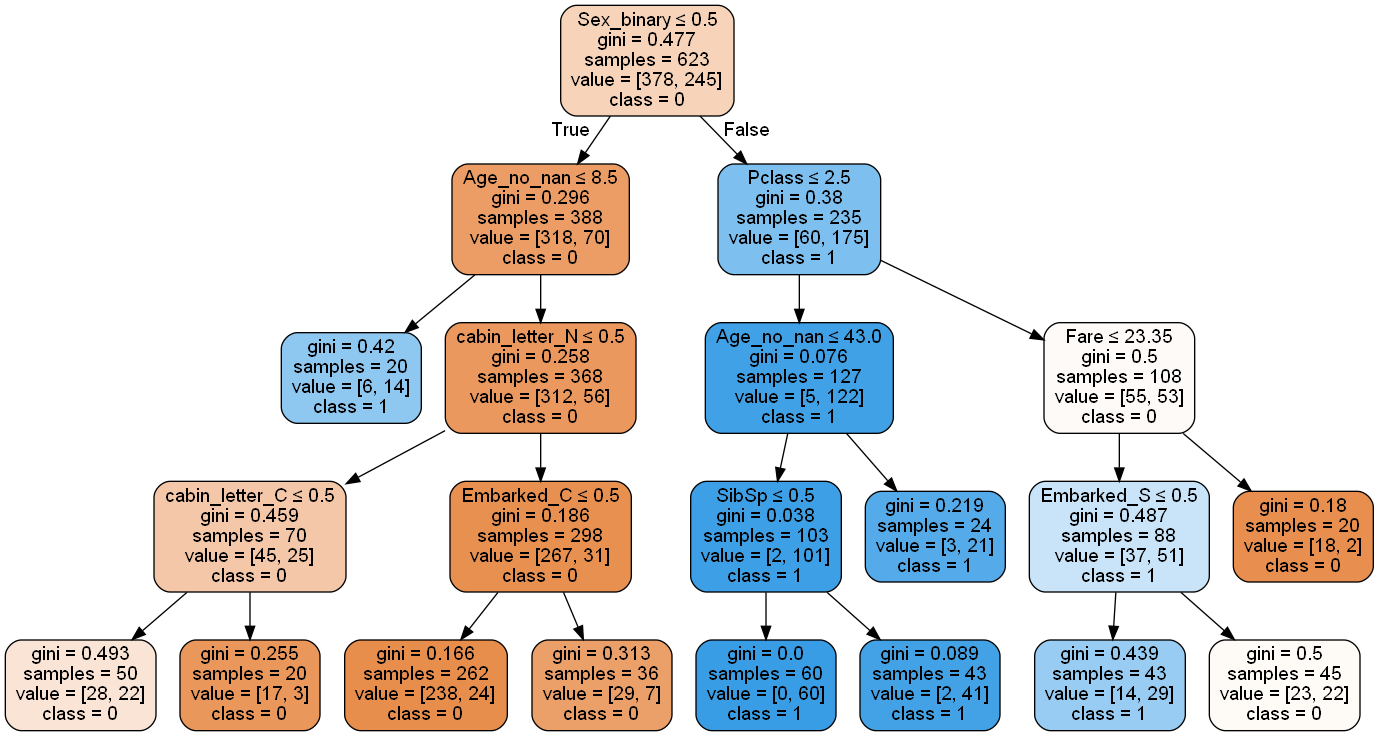 Sex_binary ≤ 0.5
gini = 0.477
samples = 623
value = [378, 245]
class = 0
True
False
Age_no_nan ≤ 8.5
gini = 0.296
samples = 388
value = [318, 70]
class = 0
Pclass ≤ 2.5
gini = 0.38
samples = 235
value = [60, 175]
class = 1
gini = 0.42
samples = 20
value = [6, 14]
class = 1
cabin_letter_N ≤ 0.5
gini = 0.258
samples = 368
value = [312, 56]
class = 0
Age_no_nan ≤ 43.0
gini = 0.076
samples = 127
value = [5, 122]
class = 1
Fare ≤ 23.35
gini = 0.5
samples = 108
value = [55, 53]
class = 0
cabin_letter_C ≤ 0.5
gini = 0.459
samples = 70
value = [45, 25]
class = 0
Embarked_C ≤ 0.5
gini = 0.186
samples = 298
value = [267, 31]
class = 0
SibSp ≤ 0.5
gini = 0.038
samples = 103
value = [2, 101]
class = 1
gini = 0.219
samples = 24
value = [3, 21]
class = 1
Embarked_S ≤ 0.5
gini = 0.487
samples = 88
value = [37, 51]
class = 1
gini = 0.18
samples = 20
value = [18, 2]
class = 0
gini = 0.493
samples = 50
value = [28, 22]
class = 0
gini = 0.255
samples = 20
value = [17, 3]
class = 0
gini = 0.166
samples = 262
value = [238, 24]
class = 0
gini = 0.313
samples = 36
value = [29, 7]
class = 0
gini = 0.0
samples = 60
value = [0, 60]
class = 1
gini = 0.089
samples = 43
value = [2, 41]
class = 1
gini = 0.439
samples = 43
value = [14, 29]
class = 1
gini = 0.5
samples = 45
value = [23, 22]
class = 0